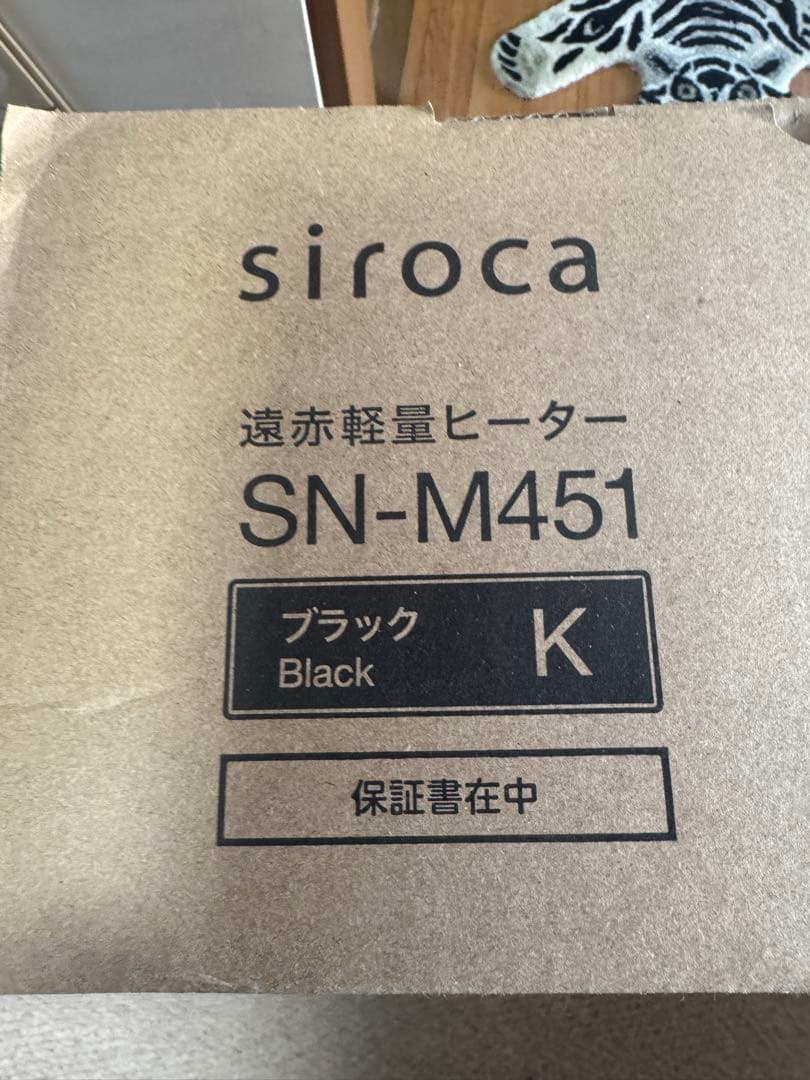 siroca
遠赤軽量ヒーター
SN-M451
ブラック K
Black
保証書在中